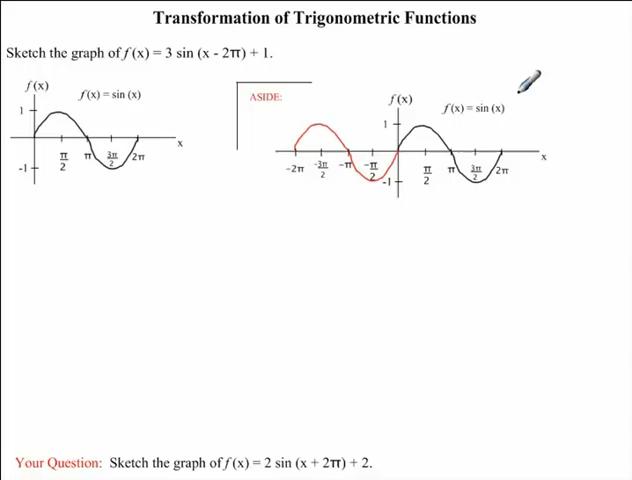 Transformation of Trigonometric Functions
Sketch the graph of f(x) = 3 sin (x - 2π) + 1.
f(x)
f(x) = sin (x)
1
x
π/2 π 3π/2 2π
-1
ASIDE:
f(x)
f(x) = sin (x)
1
x
-2π -3π/2 -π -π/2 π/2 π 3π/2 2π
-1
Your Question: Sketch the graph of f(x) = 2 sin (x + 2π) + 2.